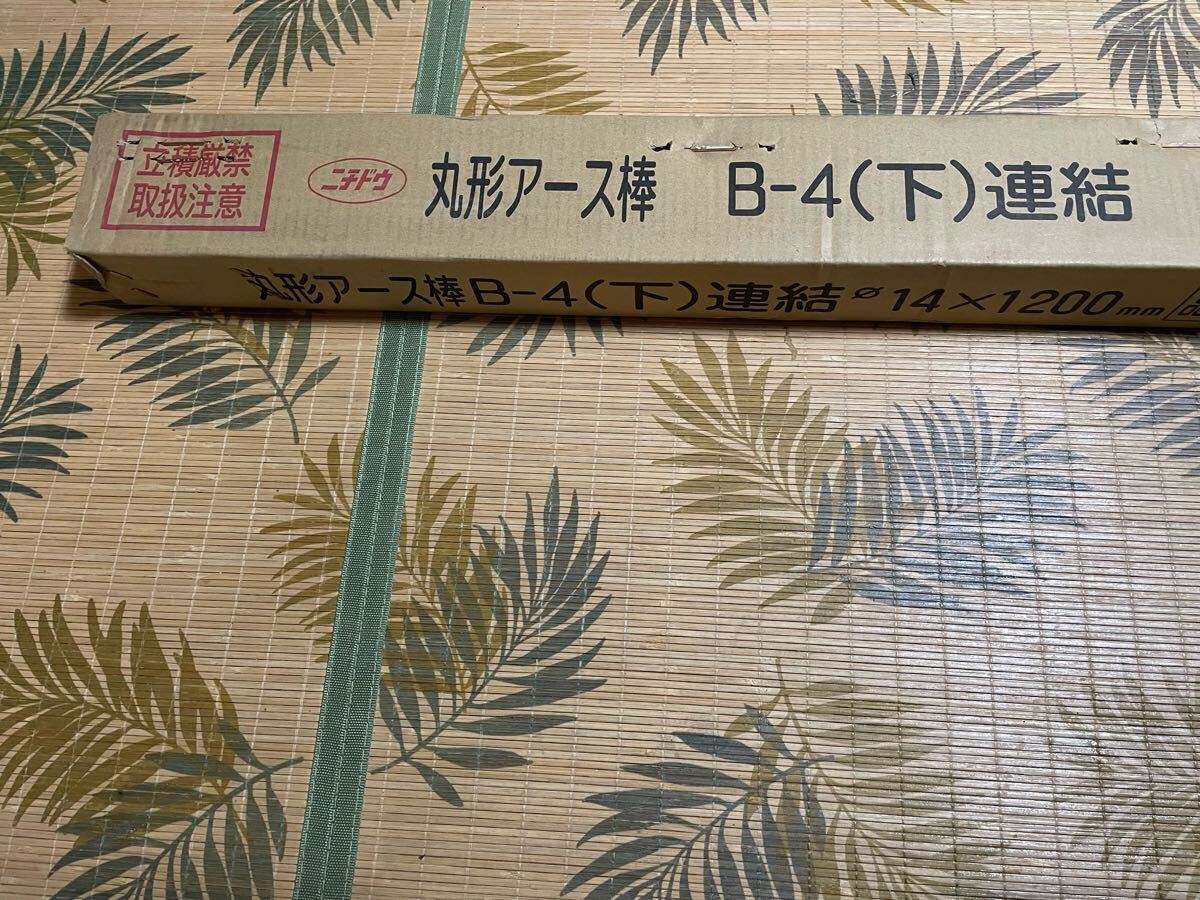 立積厳禁
取扱注意
ニチドウ
丸形アース棒 B-4(下)連結
丸形アース棒B-4(下)連結 ø14×1200mm